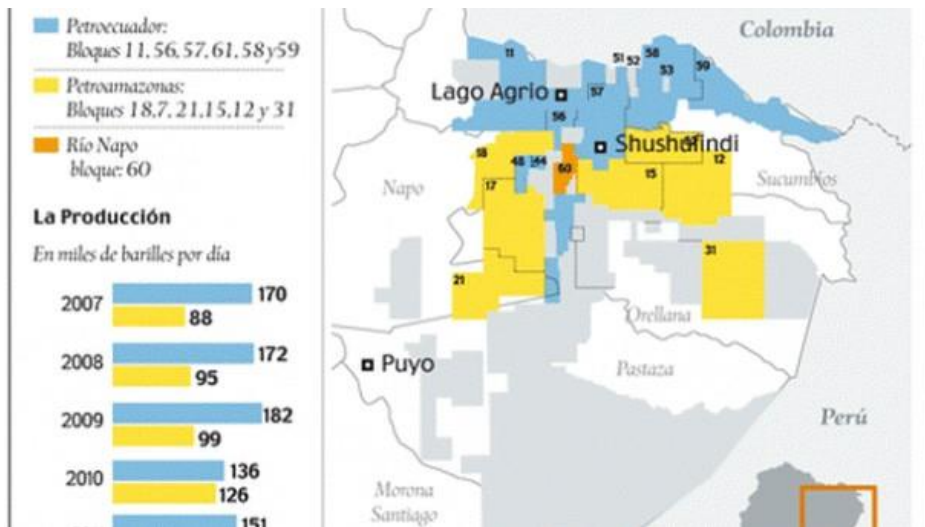 Petroecuador:
Bloques 11,56,57,61,58 y59
Petroamazonas:
Bloques 18,7, 21,15,12 y 31
Río Napo
bloque: 60
La Producción
En miles de barilles por día
2007
170
88
2008
172
95
2009
182
99
2010
136
126
151
Colombia
11
51
52
58
53
59
Lago Agrio
57
56
Shushufindi
18
48
44
60
15
12
17
Napo
Sucumbíos
31
21
Orellana
Puyo
Pastaza
Perú
Morona
Santiago